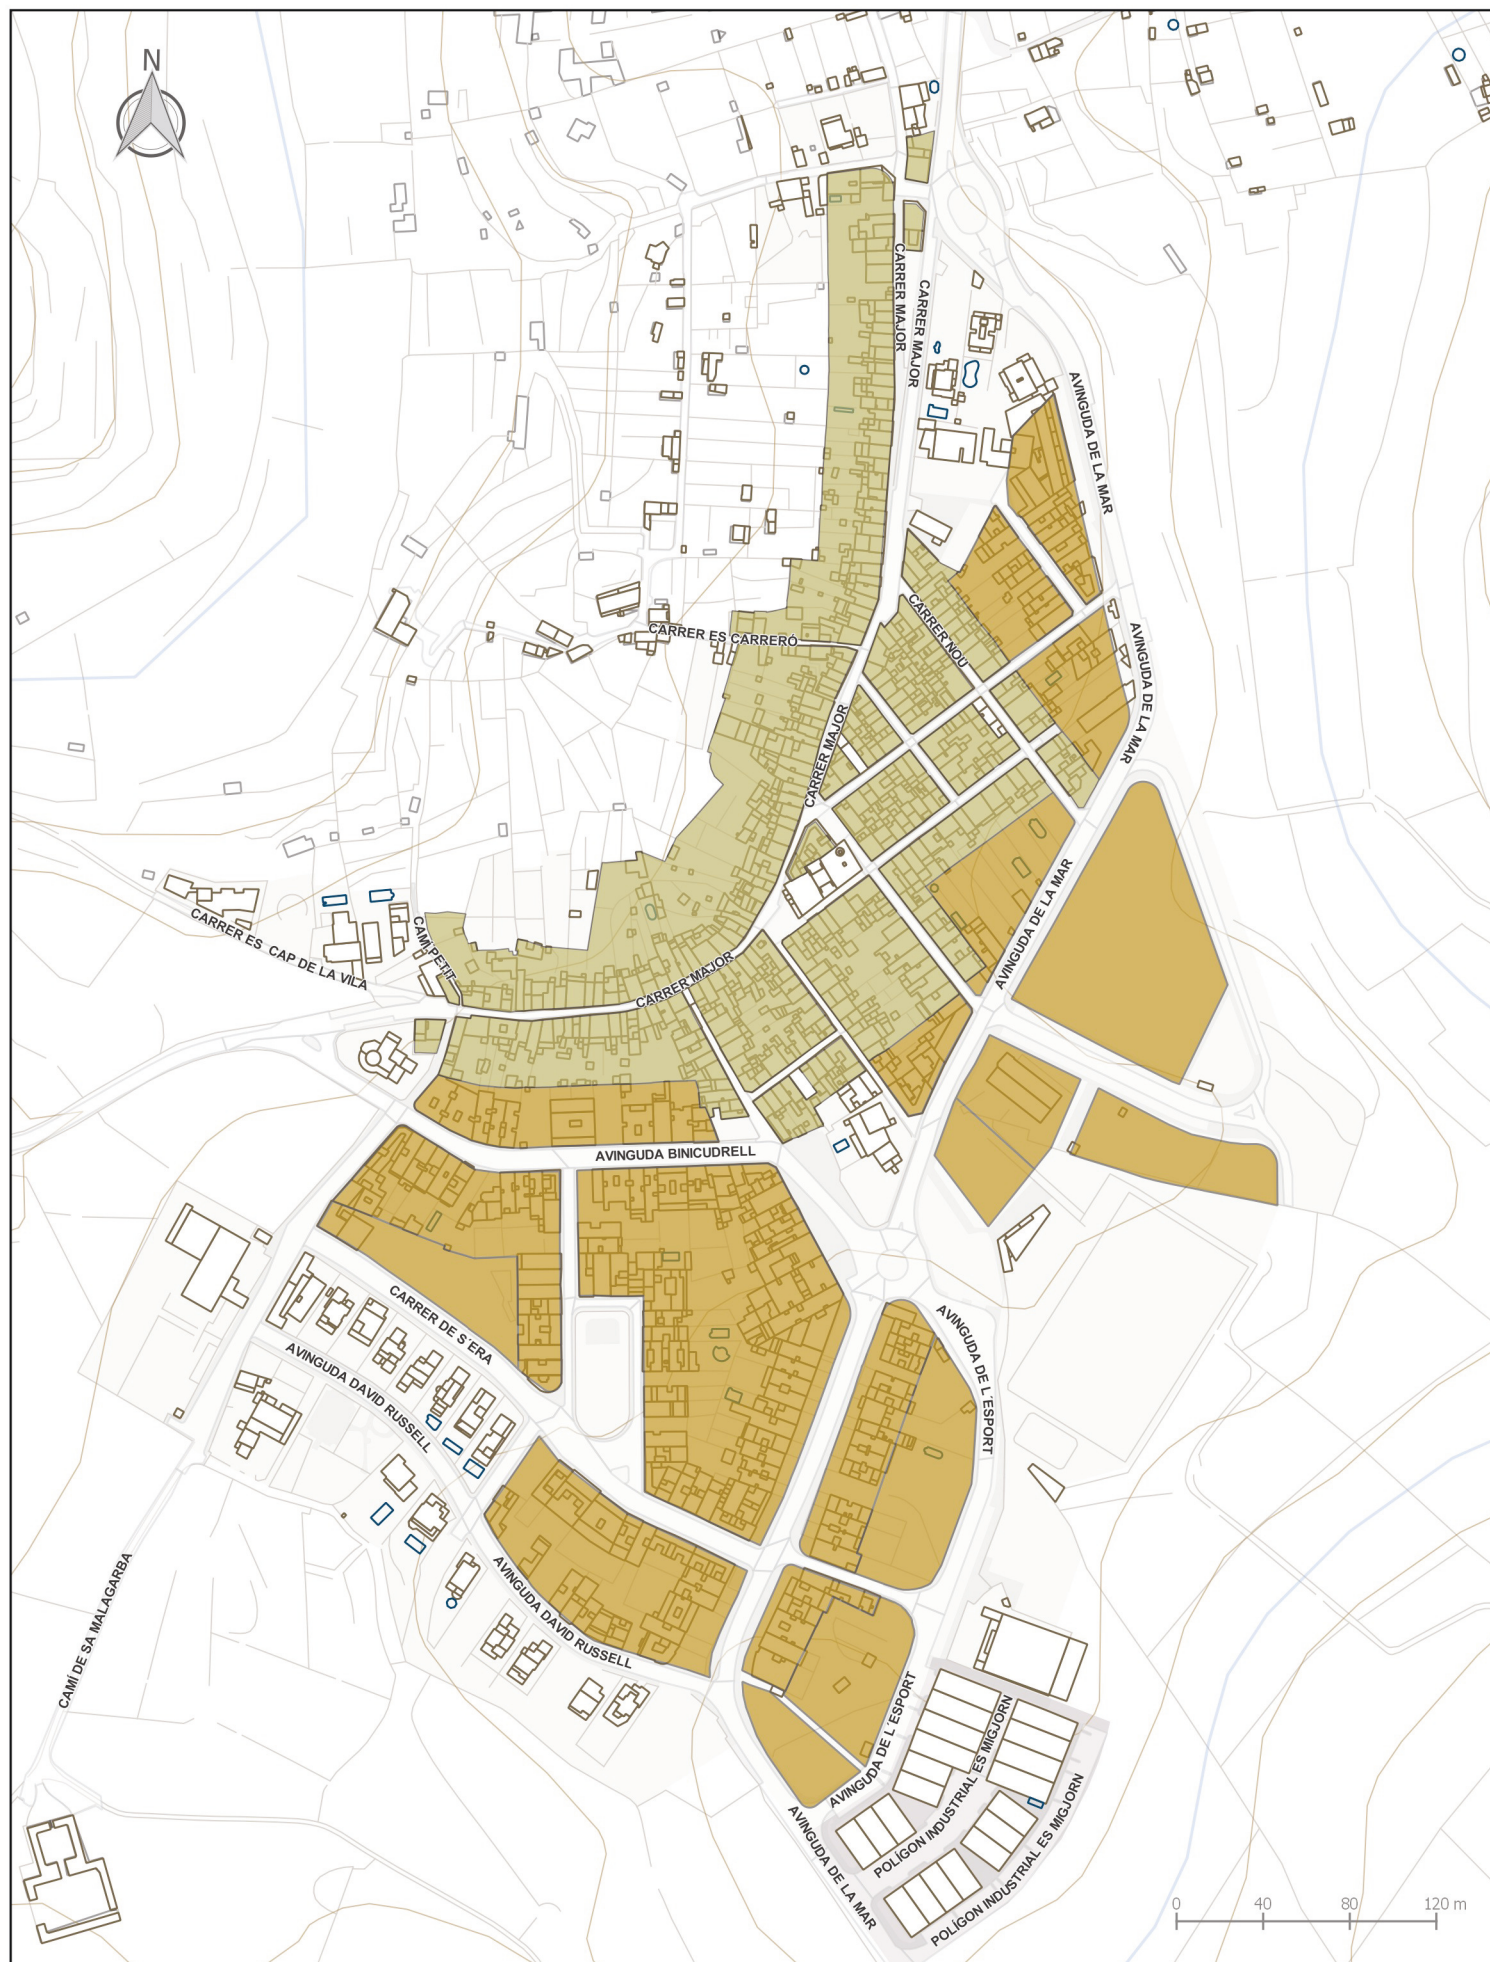 N
CARRER MAJOR
CARRER MAJOR
AVINGUDA DE LA MAR
CARRER NOU
CARRER ES CARRERÓ
AVINGUDA DE LA MAR
CARRER MAJOR
AVINGUDA DE LA MAR
CARRER ES CAP DE LA VILA
CAMÍ PETIT
CARRER MAJOR
AVINGUDA BINICUDRELL
CARRER DE S'ERA
AVINGUDA DAVID RUSSELL
AVINGUDA DE L'ESPORT
AVINGUDA DAVID RUSSELL
CAMÍ DE SA MALAGARBA
AVINGUDA DE L'ESPORT
POLÍGON INDUSTRIAL ES MIGJORN
POLÍGON INDUSTRIAL ES MIGJORN
AVINGUDA DE LA MAR
0 40 80 120 m